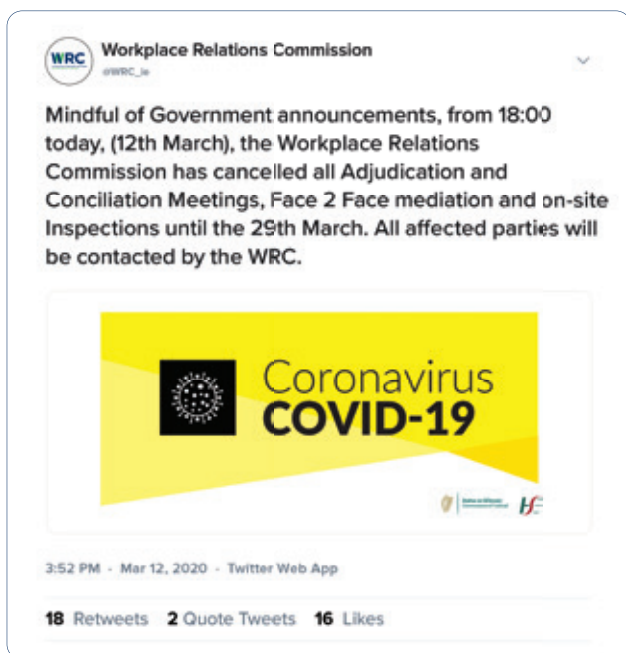 WRC
Workplace Relations Commission
@WRC_ie
Mindful of Government announcements, from 18:00
today, (12th March), the Workplace Relations
Commission has cancelled all Adjudication and
Conciliation Meetings, Face 2 Face mediation and on-site
Inspections until the 29th March. All affected parties will
be contacted by the WRC.
Coronavirus
COVID-19
3:52 PM · Mar 12, 2020 · Twitter Web App
18 Retweets 2 Quote Tweets 16 Likes